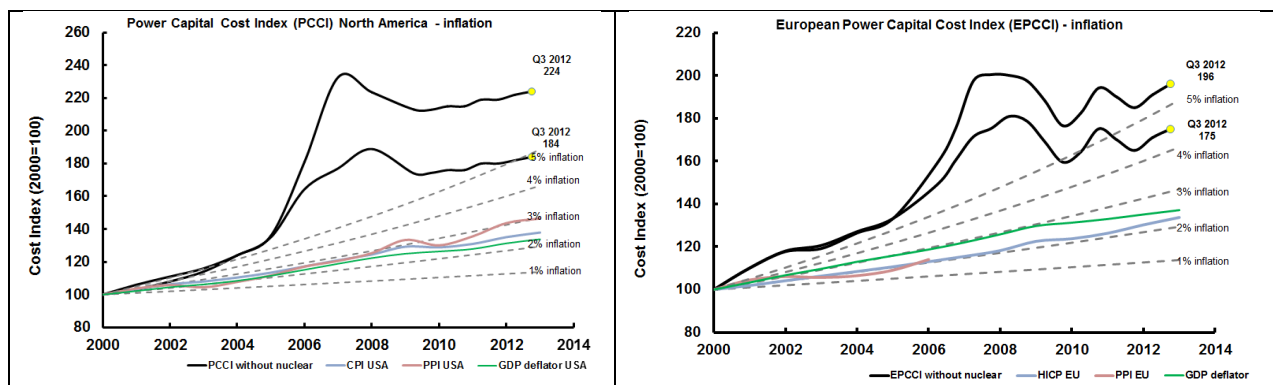 Power Capital Cost Index (PCCI) North America - inflation
Cost Index (2000=100)
260
240
220
200
180
160
140
120
100
80
Q3 2012
224
Q3 2012
184
5% inflation
4% inflation
3% inflation
2% inflation
1% inflation
2000 2002 2004 2006 2008 2010 2012 2014
PCCI without nuclear CPI USA PPI USA GDP deflator USA
European Power Capital Cost Index (EPCCI) - inflation
Cost Index (2000=100)
220
200
180
160
140
120
100
80
Q3 2012
196
5% inflation
Q3 2012
175
4% inflation
3% inflation
2% inflation
1% inflation
2000 2002 2004 2006 2008 2010 2012 2014
EPCCI without nuclear HICP EU PPI EU GDP deflator